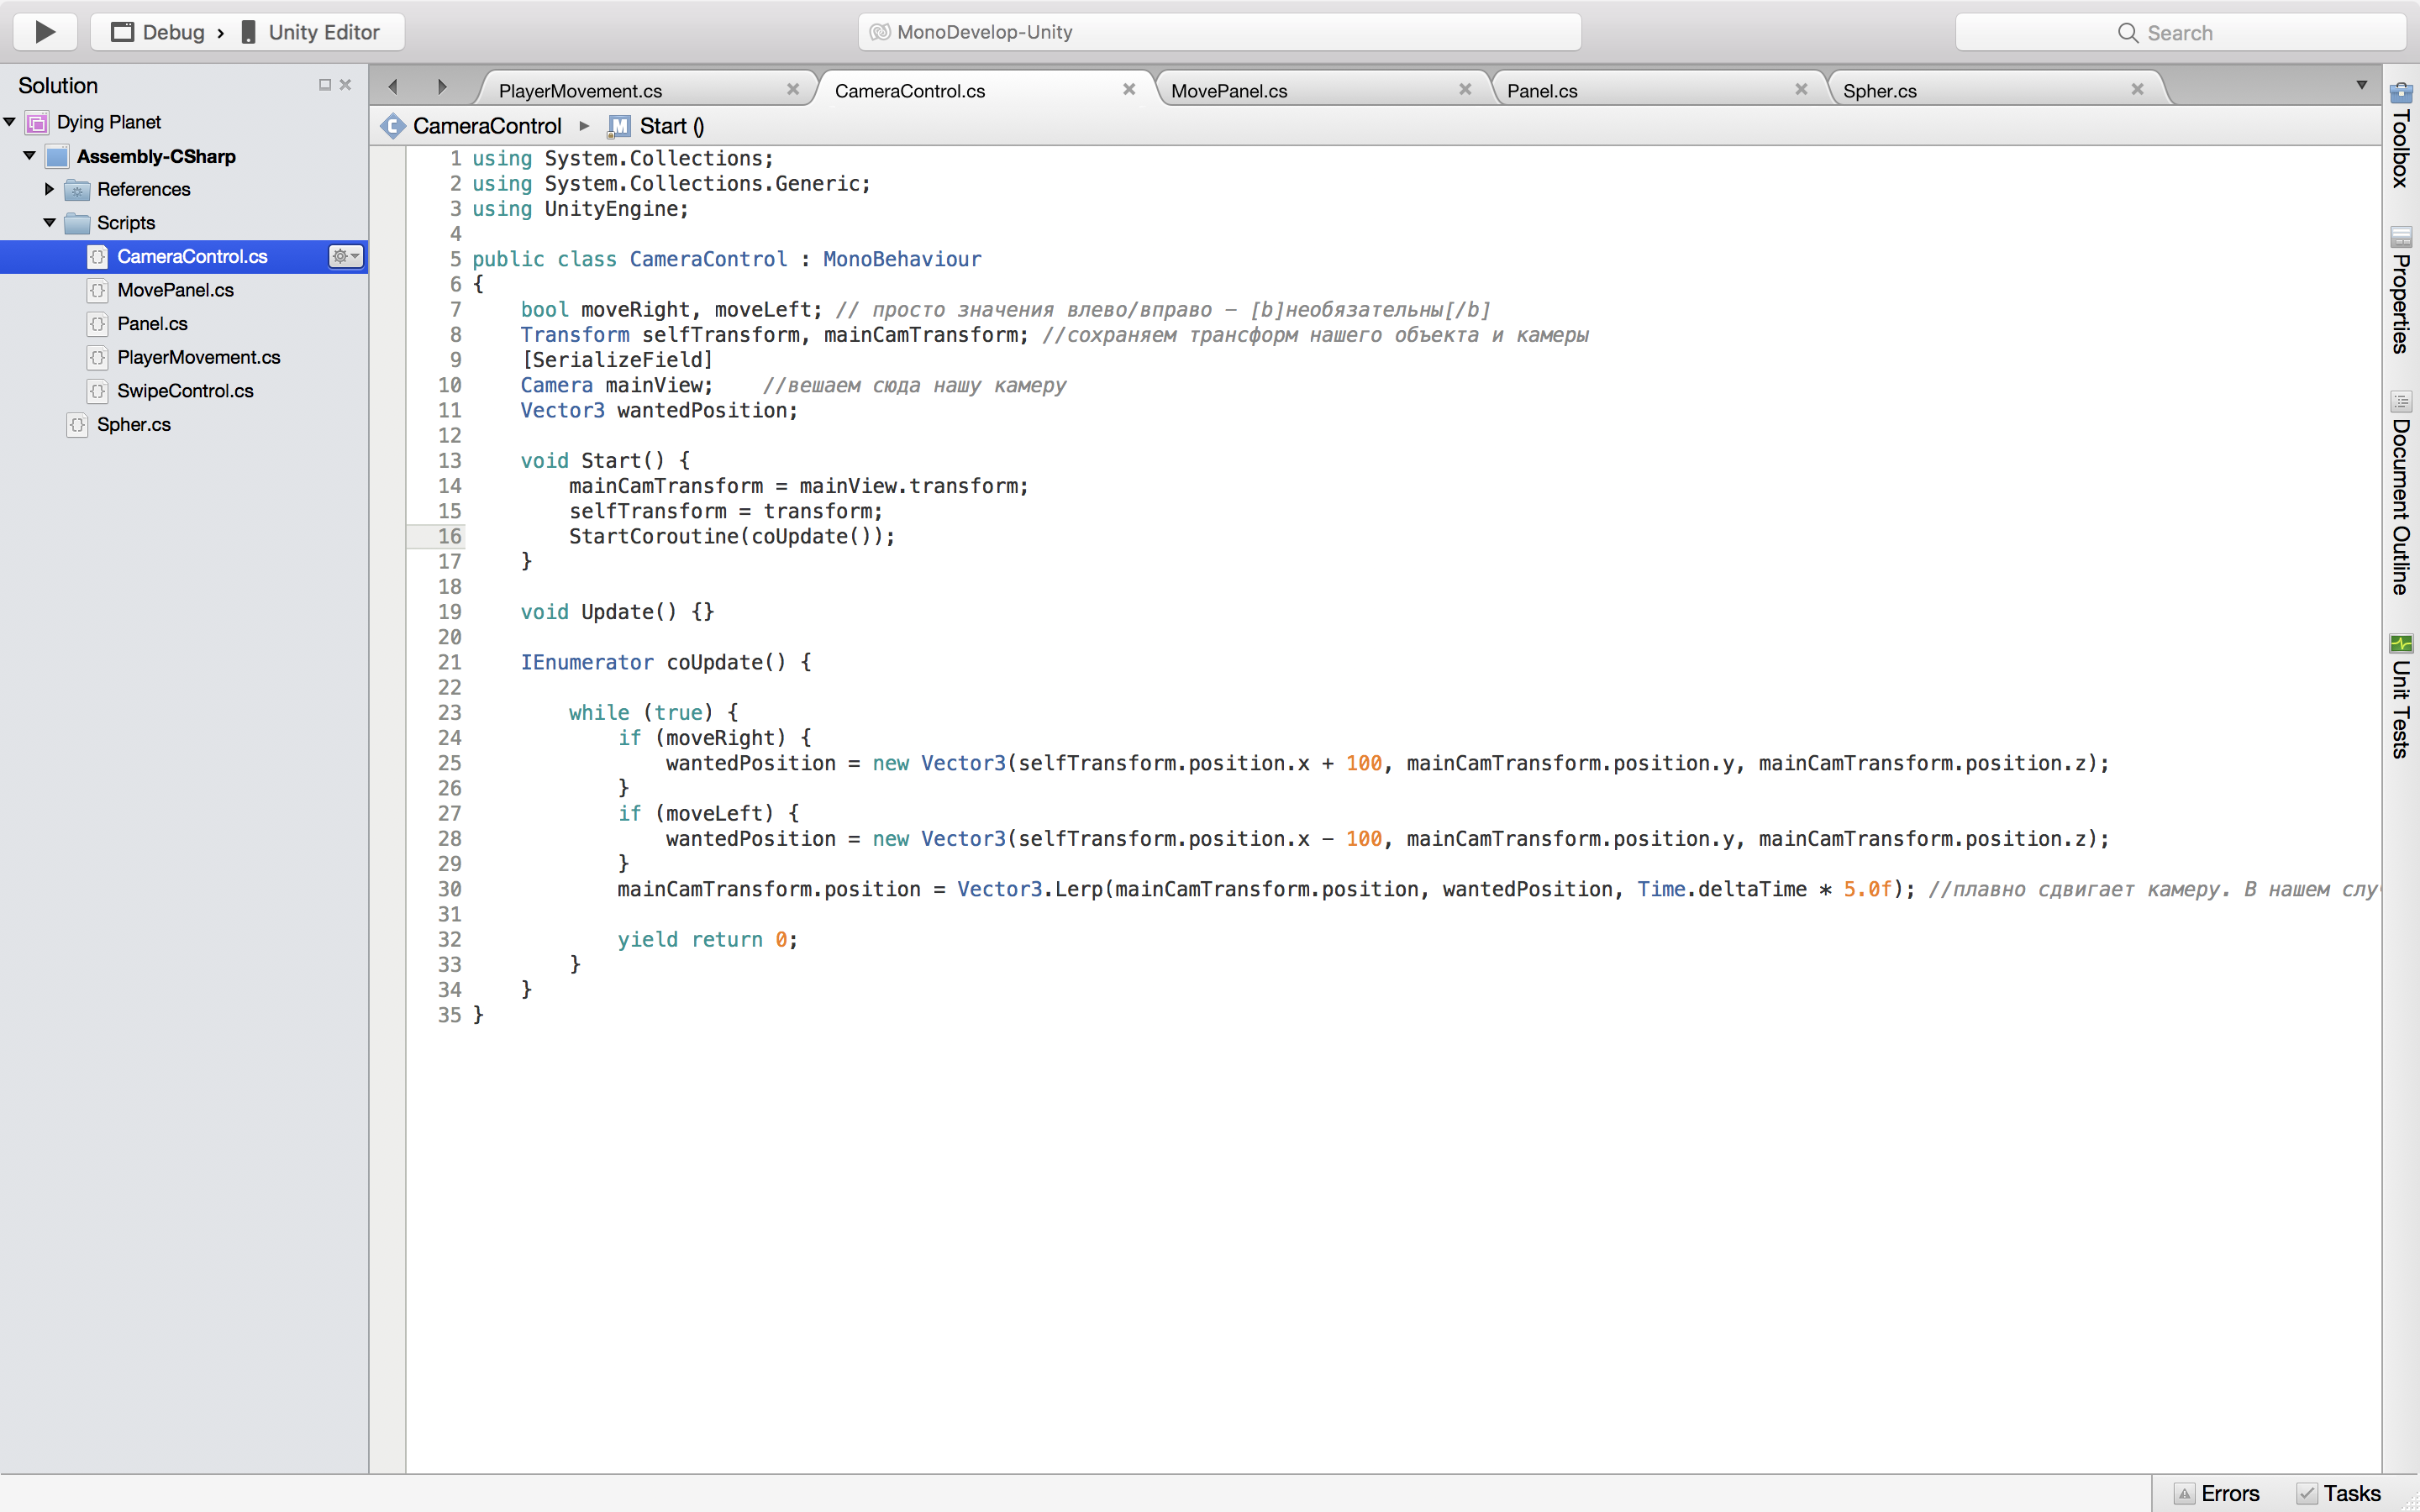 Debug › Unity Editor
MonoDevelop-Unity
Search
Solution
Dying Planet
Assembly-CSharp
References
Scripts
CameraControl.cs
MovePanel.cs
Panel.cs
PlayerMovement.cs
SwipeControl.cs
Spher.cs
PlayerMovement.cs
CameraControl.cs
MovePanel.cs
Panel.cs
Spher.cs
CameraControl ▸ M Start ()
1 using System.Collections;
2 using System.Collections.Generic;
3 using UnityEngine;
4
5 public class CameraControl : MonoBehaviour
6 {
7 bool moveRight, moveLeft; // просто значения влево/вправо – [b]необязательны[/b]
8 Transform selfTransform, mainCamTransform; //сохраняем трансформ нашего объекта и камеры
9 [SerializeField]
10 Camera mainView; //вешаем сюда нашу камеру
11 Vector3 wantedPosition;
12
13 void Start() {
14 mainCamTransform = mainView.transform;
15 selfTransform = transform;
16 StartCoroutine(coUpdate());
17 }
18
19 void Update() {}
20
21 IEnumerator coUpdate() {
22
23 while (true) {
24 if (moveRight) {
25 wantedPosition = new Vector3(selfTransform.position.x + 100, mainCamTransform.position.y, mainCamTransform.position.z);
26 }
27 if (moveLeft) {
28 wantedPosition = new Vector3(selfTransform.position.x - 100, mainCamTransform.position.y, mainCamTransform.position.z);
29 }
30 mainCamTransform.position = Vector3.Lerp(mainCamTransform.position, wantedPosition, Time.deltaTime * 5.0f); //плавно сдвигает камеру. В нашем слу
31
32 yield return 0;
33 }
34 }
35 }
Toolbox
Properties
Document Outline
Unit Tests
Errors
Tasks